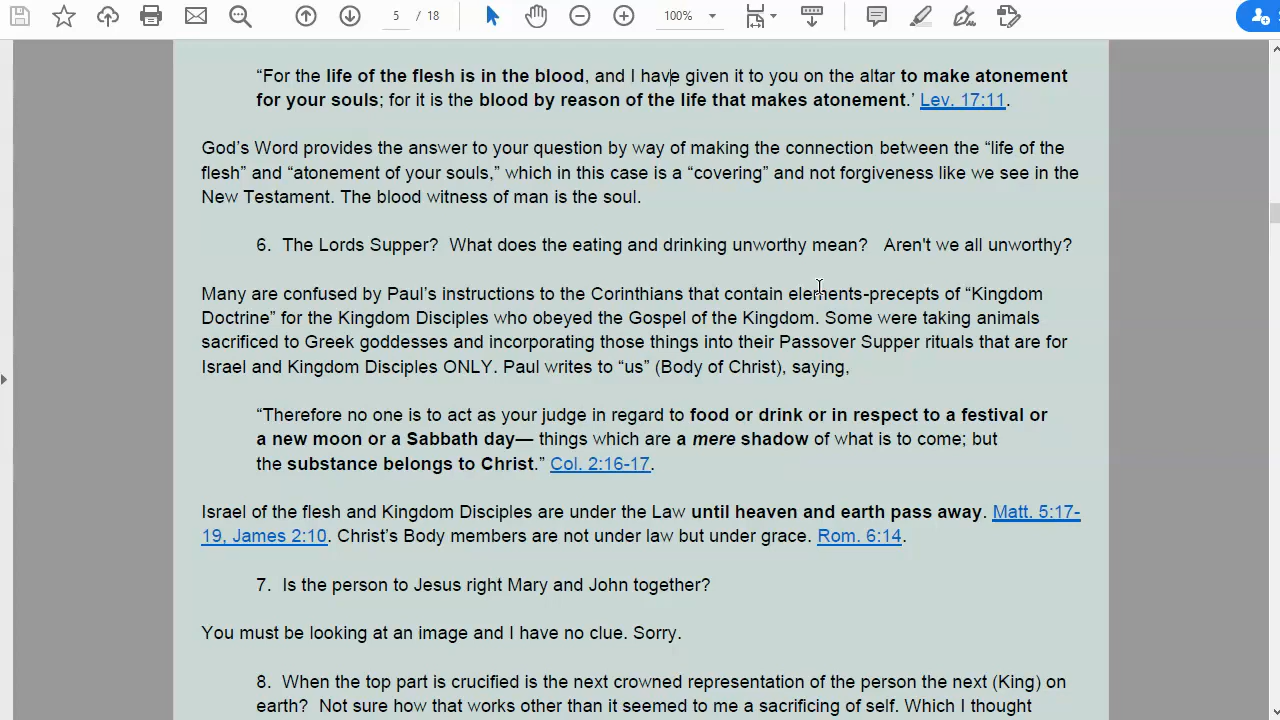 5 / 18
100%
“For the life of the flesh is in the blood, and I have given it to you on the altar to make atonement
for your souls; for it is the blood by reason of the life that makes atonement.’ Lev. 17:11.
God’s Word provides the answer to your question by way of making the connection between the “life of the
flesh” and “atonement of your souls,” which in this case is a “covering” and not forgiveness like we see in the
New Testament. The blood witness of man is the soul.
6. The Lords Supper? What does the eating and drinking unworthy mean? Aren't we all unworthy?
Many are confused by Paul’s instructions to the Corinthians that contain elements-precepts of “Kingdom
Doctrine” for the Kingdom Disciples who obeyed the Gospel of the Kingdom. Some were taking animals
sacrificed to Greek goddesses and incorporating those things into their Passover Supper rituals that are for
Israel and Kingdom Disciples ONLY. Paul writes to “us” (Body of Christ), saying,
“Therefore no one is to act as your judge in regard to food or drink or in respect to a festival or
a new moon or a Sabbath day— things which are a mere shadow of what is to come; but
the substance belongs to Christ.” Col. 2:16-17.
Israel of the flesh and Kingdom Disciples are under the Law until heaven and earth pass away. Matt. 5:17-
19, James 2:10. Christ’s Body members are not under law but under grace. Rom. 6:14.
7. Is the person to Jesus right Mary and John together?
You must be looking at an image and I have no clue. Sorry.
8. When the top part is crucified is the next crowned representation of the person the next (King) on
earth? Not sure how that works other than it seemed to me a sacrificing of self. Which I thought